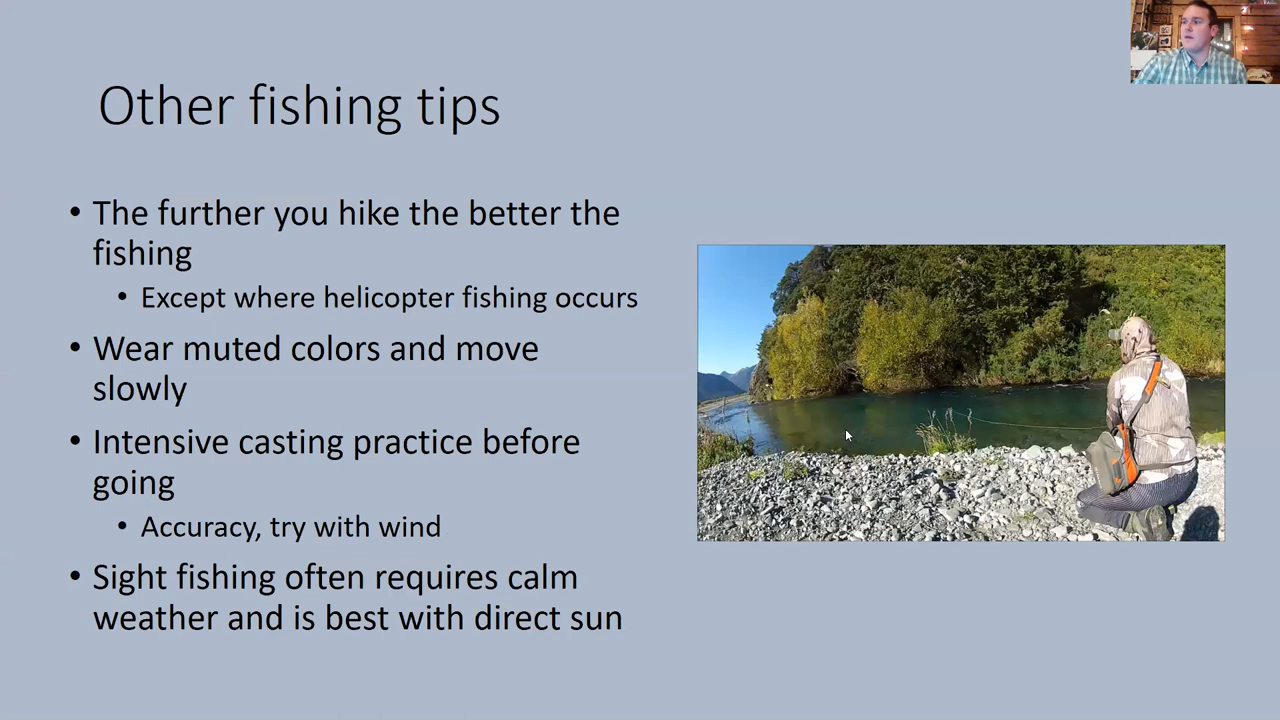 Other fishing tips
• The further you hike the better the
fishing
• Except where helicopter fishing occurs
• Wear muted colors and move
slowly
• Intensive casting practice before
going
• Accuracy, try with wind
• Sight fishing often requires calm
weather and is best with direct sun